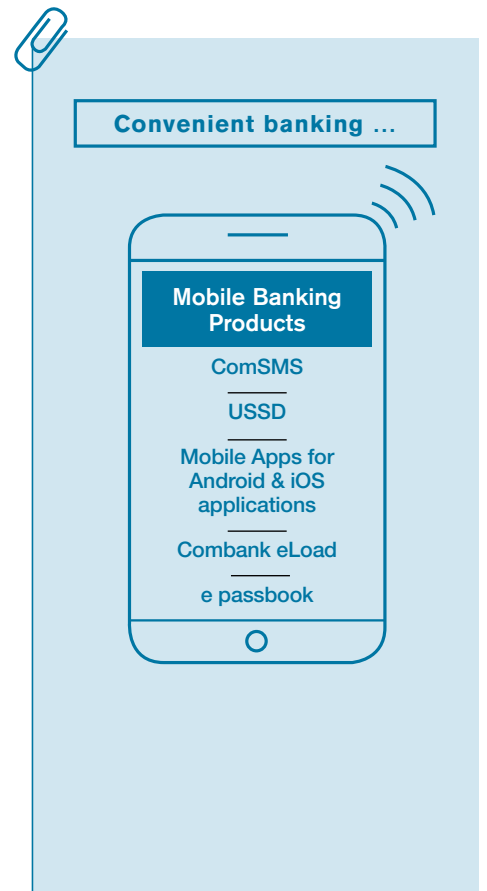 Convenient banking ...
Mobile Banking
Products
ComSMS
USSD
Mobile Apps for
Android & iOS
applications
Combank eLoad
e passbook